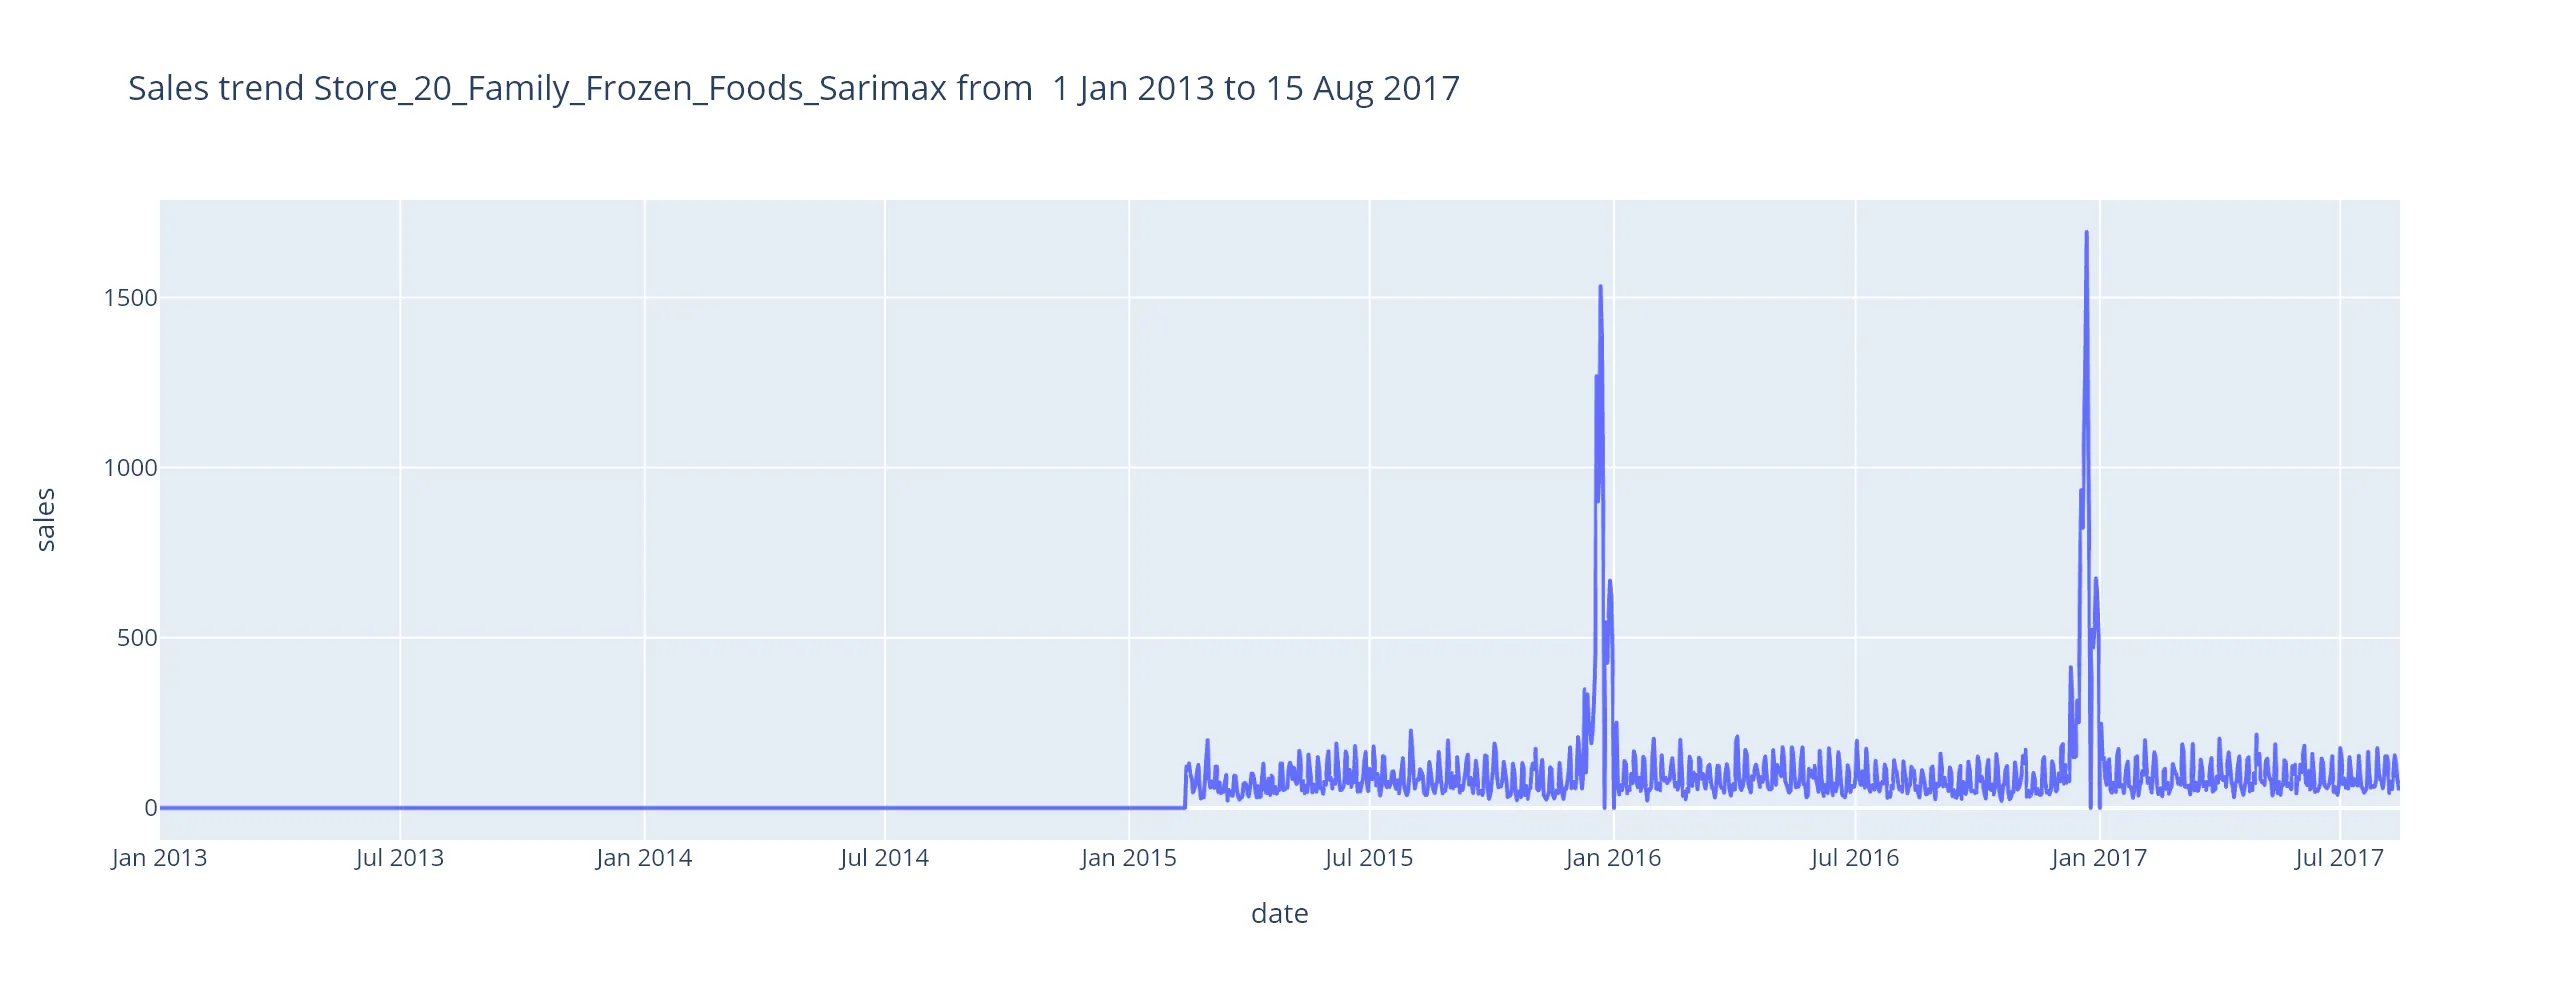 Sales trend Store_20_Family_Frozen_Foods_Sarimax from  1 Jan 2013 to 15 Aug 2017
1500
1000
500
0
sales
Jan 2013 Jul 2013 Jan 2014 Jul 2014 Jan 2015 Jul 2015 Jan 2016 Jul 2016 Jan 2017 Jul 2017
date